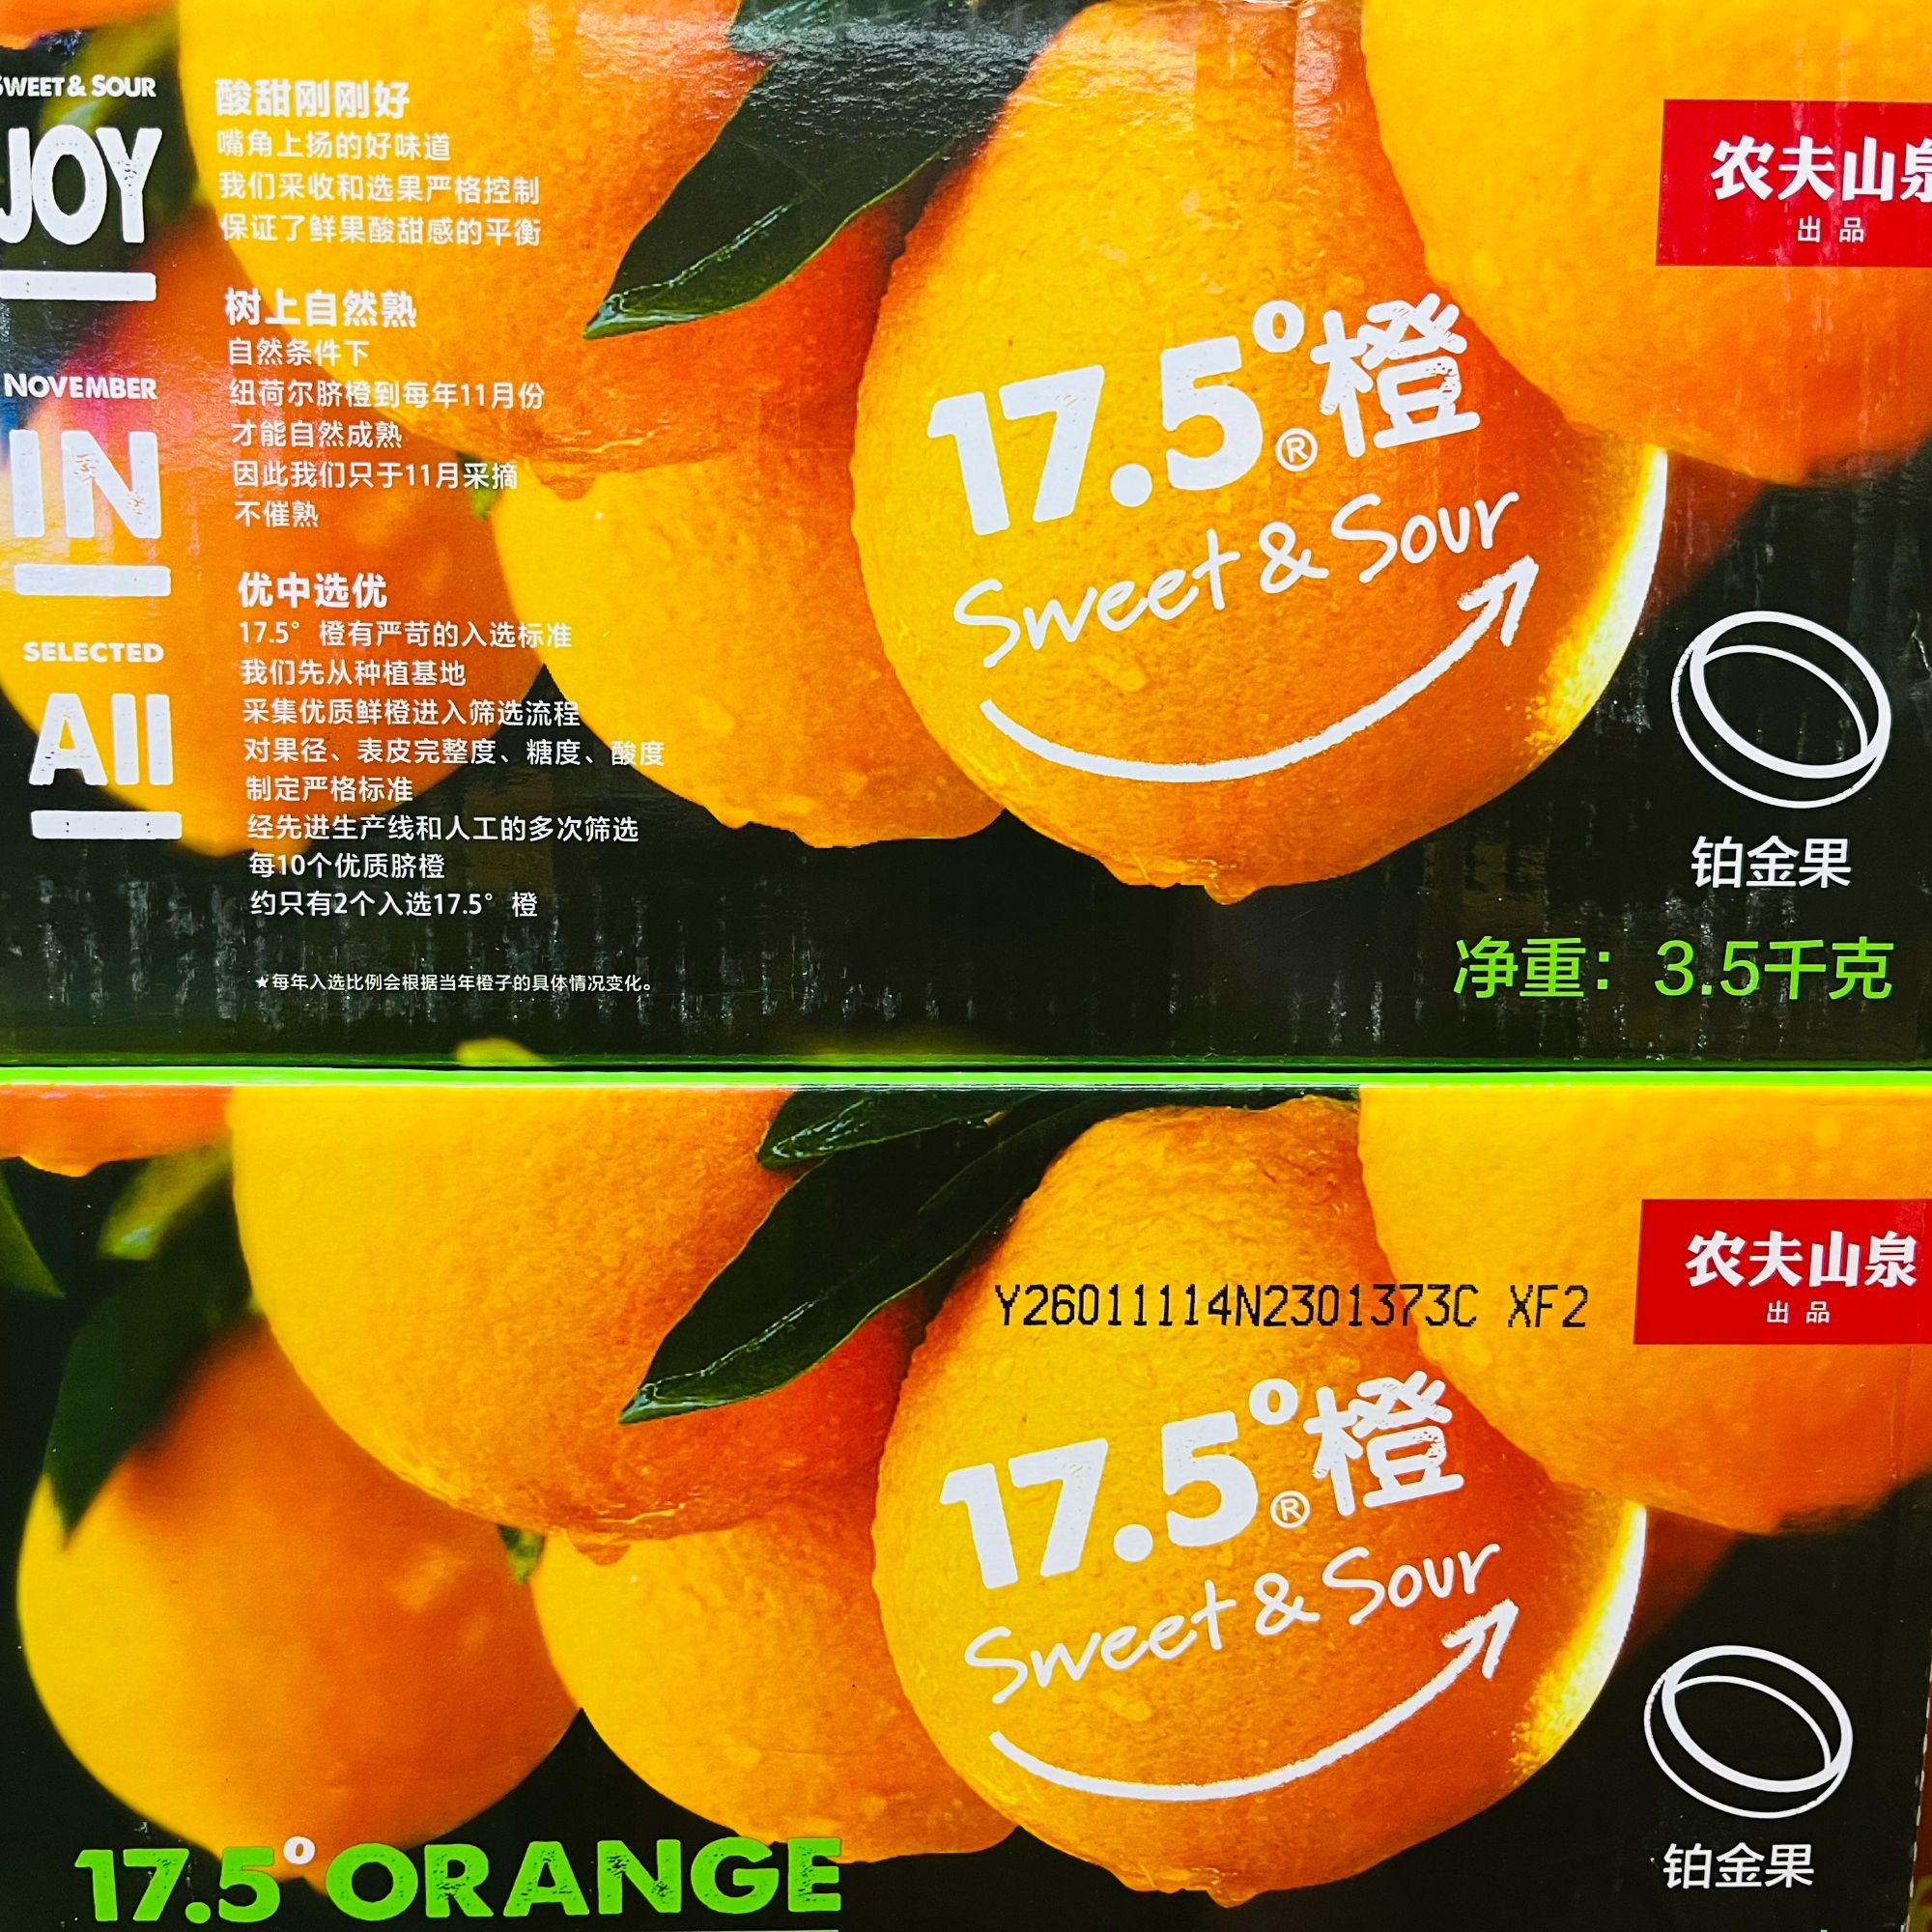 SWEET & SOUR
JOY
酸甜刚刚好
嘴角上扬的好味道
我们采收和选果严格控制
保证了鲜果酸甜感的平衡
NOVEMBER
IN
树上自然熟
自然条件下
纽荷尔脐橙到每年11月份
才能自然成熟
因此我们只于11月采摘
不催熟
SELECTED
All
优中选优
17.5°橙有严苛的入选标准
我们先从种植基地
采集优质鲜橙进入筛选流程
对果径、表皮完整度、糖度、酸度
制定严格标准
经先进生产线和人工的多次筛选
每10个优质脐橙
约只有2个入选17.5°橙
★每年入选比例会根据当年橙子的具体情况变化。
农夫山泉
出品
17.5°橙®
Sweet & Sour
铂金果
净重：3.5千克
Y26011114N2301373C XF2
农夫山泉
出品
17.5°橙®
Sweet & Sour
铂金果
17.5° ORANGE